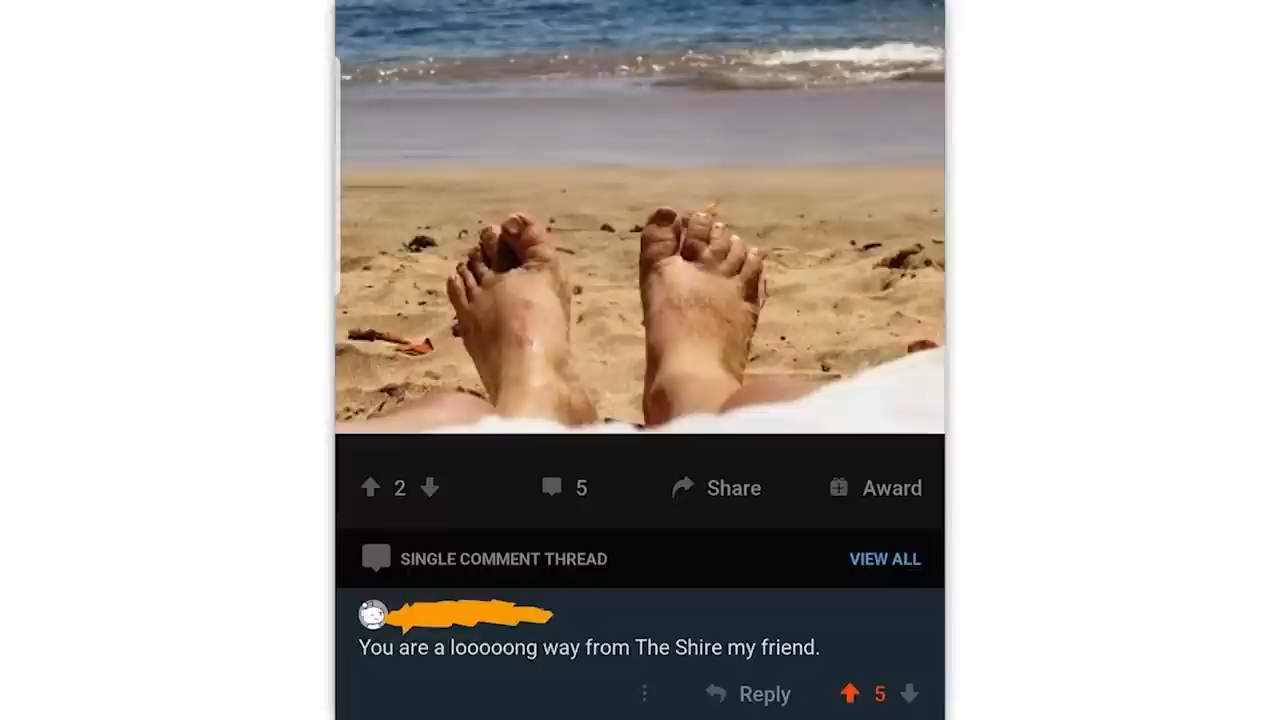 2 5 Share Award
SINGLE COMMENT THREAD VIEW ALL
You are a looooong way from The Shire my friend.
Reply 5